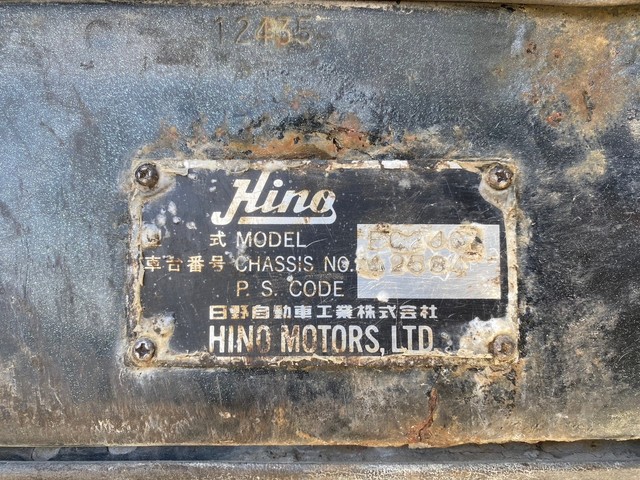 12435
Hino
式 MODEL
車台番号 CHASSIS NO.
P. S. CODE
日野自動車工業株式会社
HINO MOTORS, LTD.